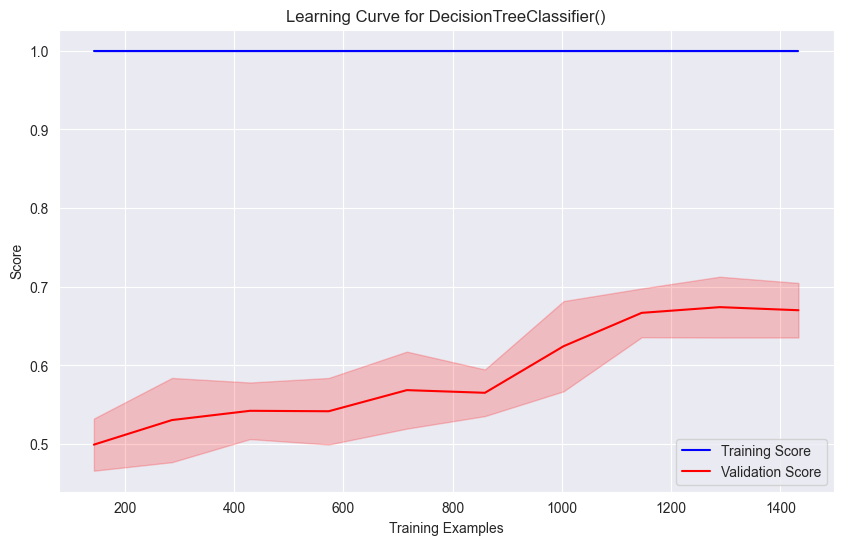 Learning Curve for DecisionTreeClassifier()
1.0
0.9
0.8
0.7
0.6
0.5
Score
200 400 600 800 1000 1200 1400
Training Examples
Training Score
Validation Score